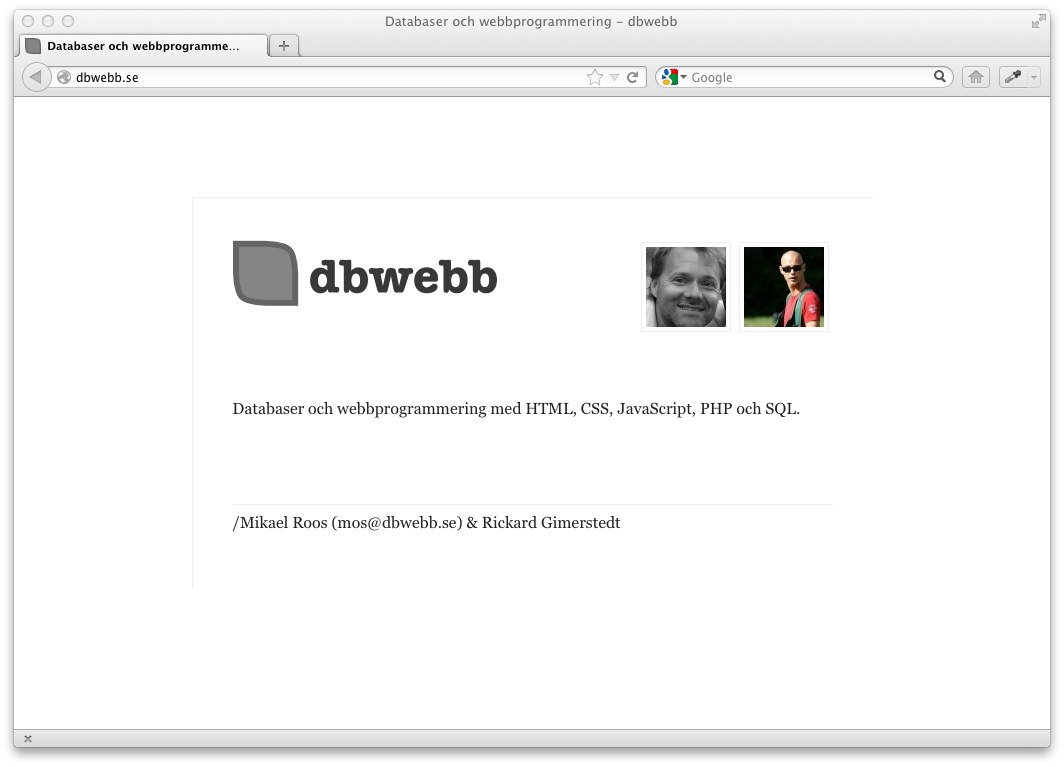 Databaser och webbprogrammering – dbwebb
Databaser och webbprogramme...
dbwebb.se
Google
dbwebb
Databaser och webbprogrammering med HTML, CSS, JavaScript, PHP och SQL.
/Mikael Roos (mos@dbwebb.se) & Rickard Gimerstedt